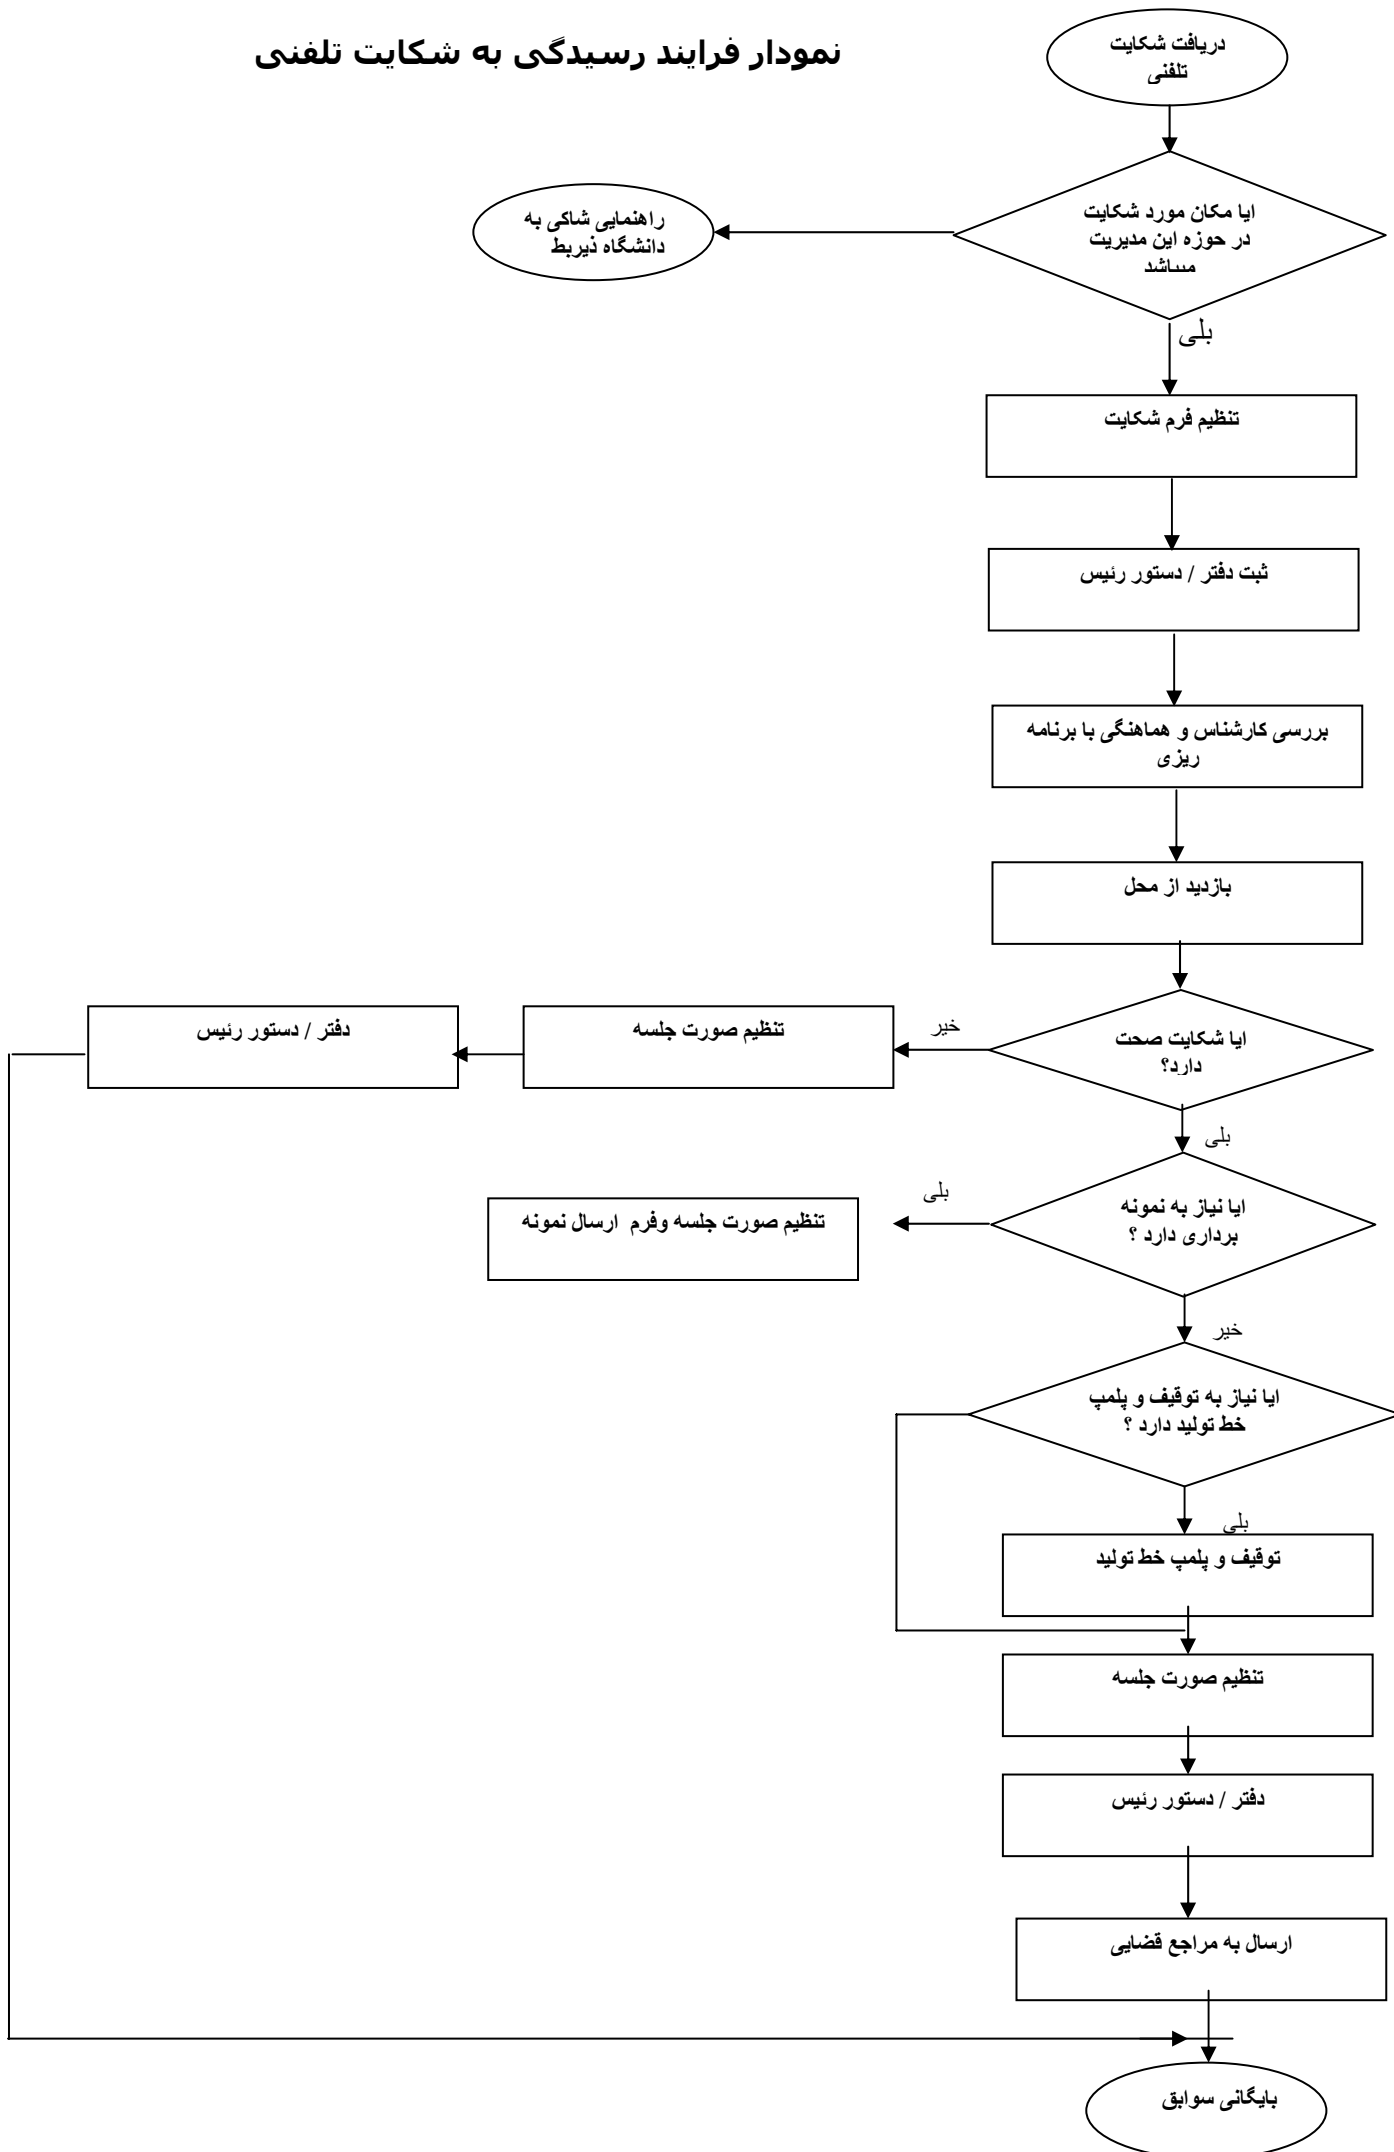 نمودار فرایند رسیدگی به شکایت تلفنی
دریافت شکایت
تلفنی
ایا مکان مورد شکایت
در حوزه این مدیریت
میباشد
راهنمایی شاکی به
دانشگاه ذیربط
بلی
تنظیم فرم شکایت
ثبت دفتر / دستور رئیس
بررسی کارشناس و هماهنگی با برنامه
ریزی
بازدید از محل
ایا شکایت صحت
دارد؟
خیر
تنظیم صورت جلسه
دفتر / دستور رئیس
بلی
ایا نیاز به نمونه
برداری دارد ؟
بلی
تنظیم صورت جلسه وفرم ارسال نمونه
خیر
ایا نیاز به توقیف و پلمپ
خط تولید دارد ؟
بلی
توقیف و پلمپ خط تولید
تنظیم صورت جلسه
دفتر / دستور رئیس
ارسال به مراجع قضایی
بایگانی سوابق